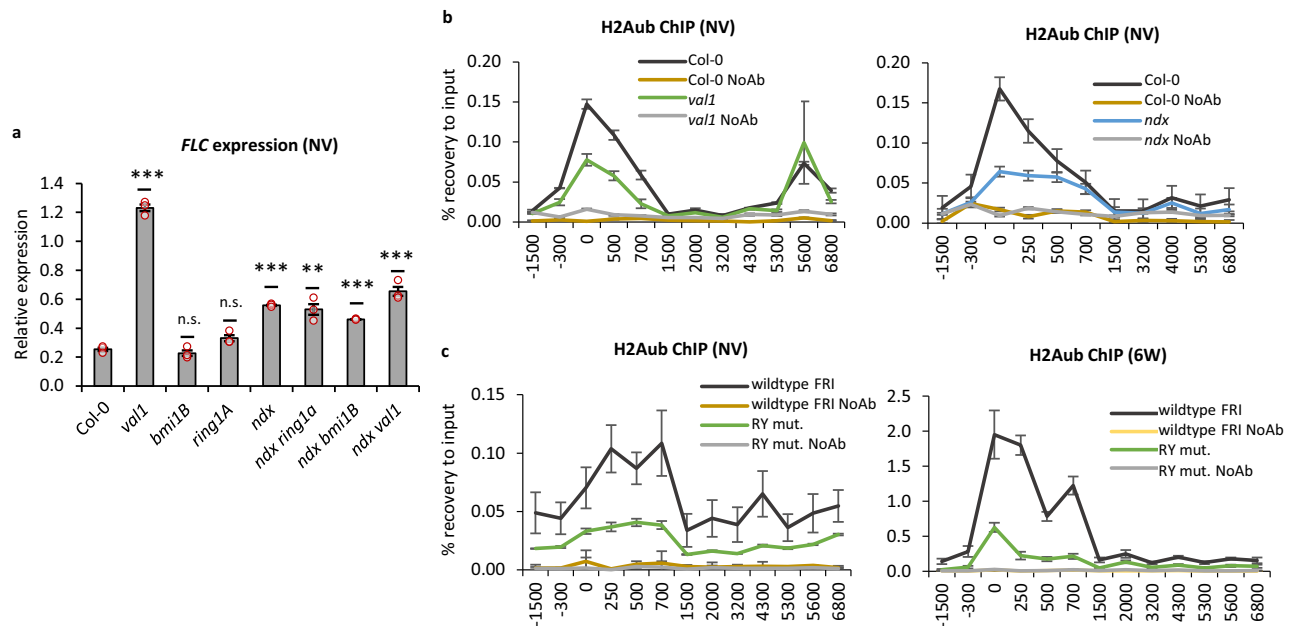 a
FLC expression (NV)
Relative expression
1.4
1.2
1.0
0.8
0.6
0.4
0.2
0.0
***
n.s.
n.s.
***
**
***
***
Col-0
val1
bmi1B
ring1A
ndx
ndx ring1a
ndx bmi1B
ndx val1
b
H2Aub ChIP (NV)
% recovery to input
0.20
0.15
0.10
0.05
0.00
Col-0
Col-0 NoAb
val1
val1 NoAb
-1500
-300
0
500
700
1500
2000
3200
4300
5300
5600
6800
H2Aub ChIP (NV)
0.20
0.15
0.10
0.05
0.00
Col-0
Col-0 NoAb
ndx
ndx NoAb
-1500
-300
0
250
500
700
1500
3200
4000
5300
6800
c
H2Aub ChIP (NV)
% recovery to input
0.15
0.10
0.05
0.00
wildtype FRI
wildtype FRI NoAb
RY mut.
RY mut. NoAb
-1500
-300
0
250
500
700
1500
2000
3200
4300
5300
5600
6800
H2Aub ChIP (6W)
2.5
2.0
1.5
1.0
0.5
0.0
wildtype FRI
wildtype FRI NoAb
RY mut.
RY mut. NoAb
-1500
-300
0
250
500
700
1500
2000
3200
4300
5300
5600
6800